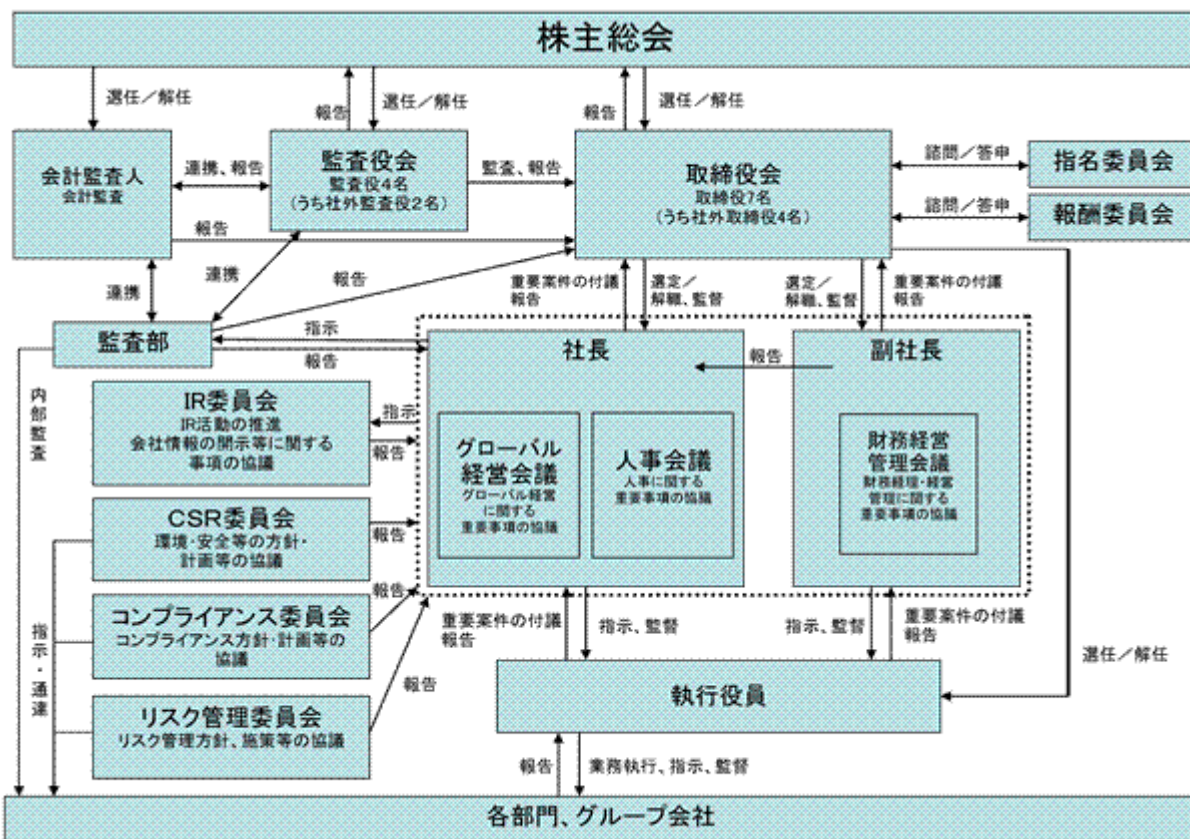 株主総会
選任/解任
報告
選任/解任
報告
選任/解任
会計監査人
会計監査
連携、報告
監査役会
監査役4名
(うち社外監査役2名)
監査、報告
取締役会
取締役7名
(うち社外取締役4名)
諮問/答申
指名委員会
諮問/答申
報酬委員会
報告
連携
連携
報告
重要案件の付議
報告
選定/
解職、監督
選定/
解職、監督
重要案件の付議
報告
監査部
指示
報告
社長
報告
副社長
内部監査
IR委員会
IR活動の推進
会社情報の開示等に関する
事項の協議
指示
報告
グローバル
経営会議
グローバル経営
に関する
重要事項の協議
人事会議
人事に関する
重要事項の協議
財務経営
管理会議
財務経理・経営
管理に関する
重要事項の協議
CSR委員会
環境・安全等の方針・
計画等の協議
報告
コンプライアンス委員会
コンプライアンス方針・計画等の
協議
報告
指示・通達
リスク管理委員会
リスク管理方針、施策等の協議
報告
重要案件の付議
報告
指示、監督
指示、監督
重要案件の付議
報告
選任/解任
執行役員
報告
業務執行、指示、監督
各部門、グループ会社